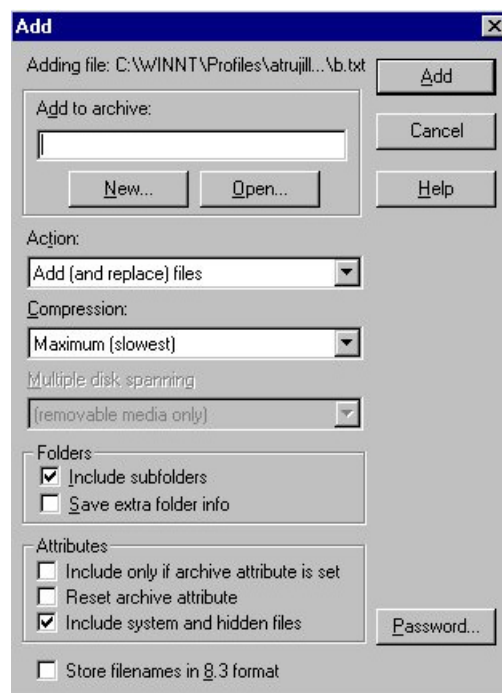 Add
Adding file: C:\WINNT\Profiles\atrujill...\b.txt
Add
Add to archive:
Cancel
New...
Open...
Help
Action:
Add (and replace) files
Compression:
Maximum (slowest)
Multiple disk spanning
(removable media only)
Folders
Include subfolders
Save extra folder info
Attributes
Include only if archive attribute is set
Reset archive attribute
Include system and hidden files
Password...
Store filenames in 8.3 format